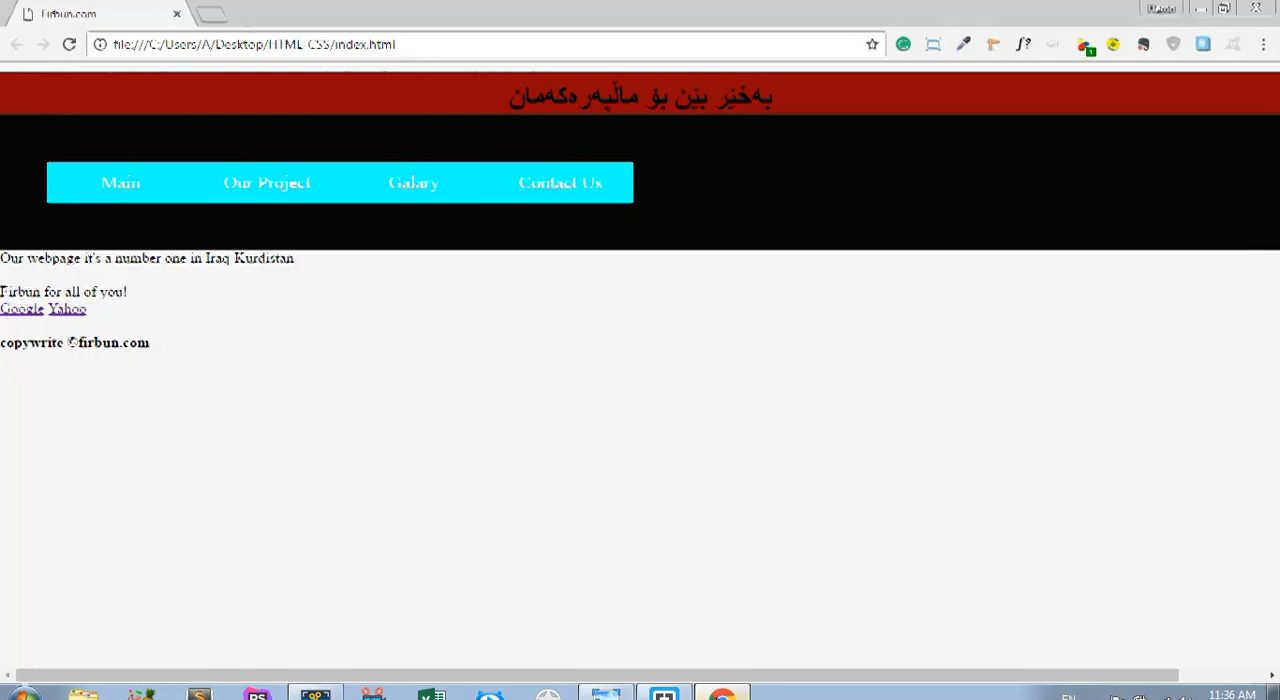 Firbun.com
file:///C:/Users/A/Desktop/HTML-CSS/index.html
بەخێر بێن بۆ ماڵپەرەکەمان
Main Our Project Galary Contact Us
Our webpage it's a number one in Iraq Kurdistan
Firbun for all of you!
Google Yahoo
copywrite ©firbun.com
EN 11:36 AM